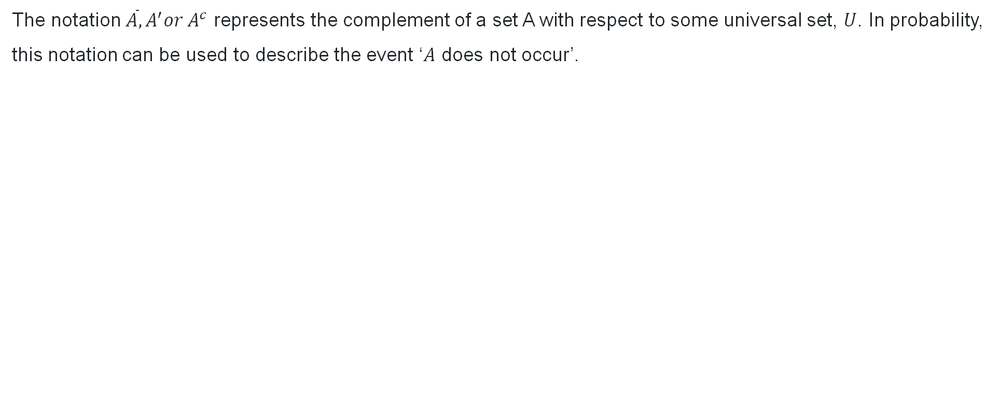 The notation Ā, A′ or Aᶜ represents the complement of a set A with respect to some universal set, U. In probability,
this notation can be used to describe the event ‘A does not occur’.